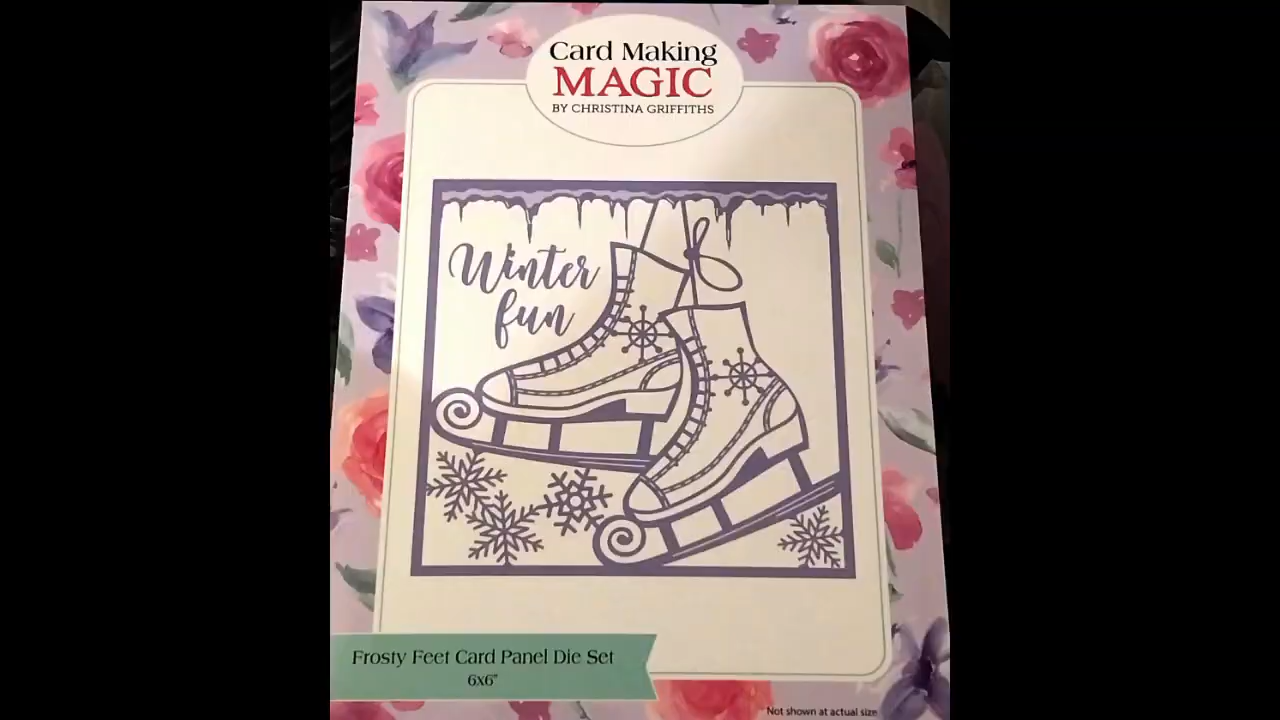 Card Making
MAGIC
BY CHRISTINA GRIFFITHS
Winter
fun
Frosty Feet Card Panel Die Set
6x6"
Not shown at actual size